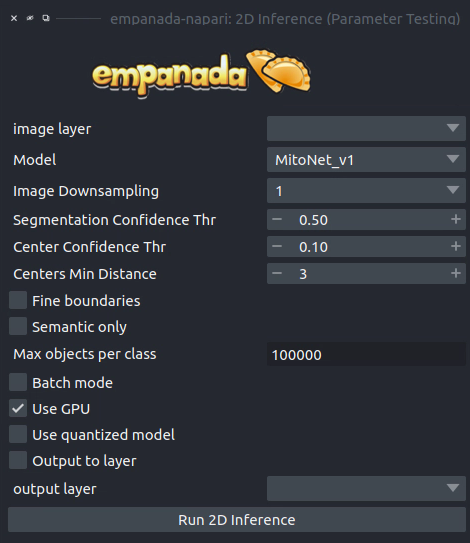 empanada-napari: 2D Inference (Parameter Testing)
empanada
image layer
Model MitoNet_v1
Image Downsampling 1
Segmentation Confidence Thr 0.50
Center Confidence Thr 0.10
Centers Min Distance 3
Fine boundaries
Semantic only
Max objects per class 100000
Batch mode
Use GPU
Use quantized model
Output to layer
output layer
Run 2D Inference